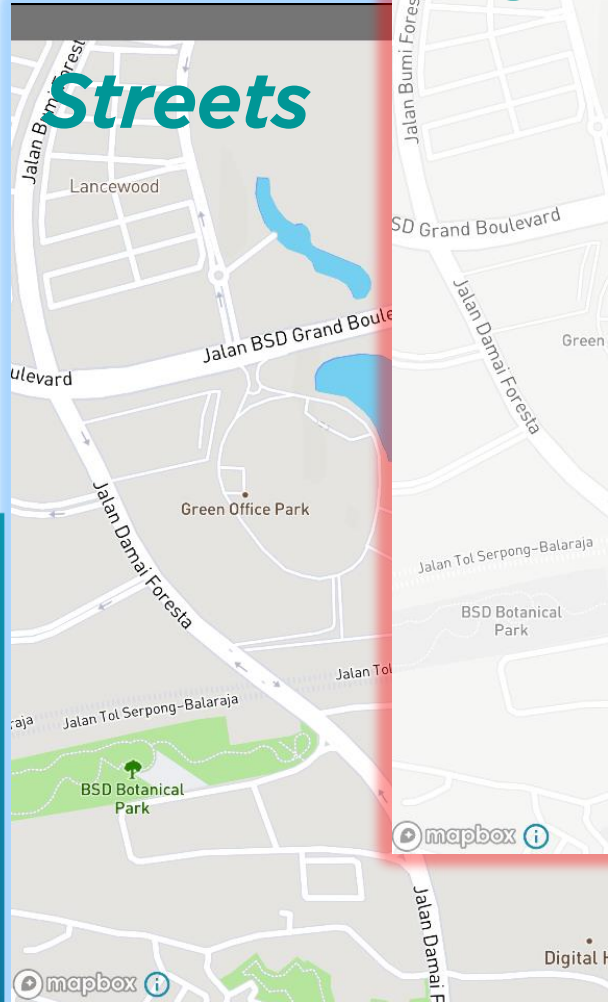 Streets
Jalan Bumi Forest
Lancewood
Jalan BSD Grand Boule
ulevard
Green Office Park
Jalan Damai Foresta
Jalan Tol
raja
Jalan Tol Serpong-Balaraja
BSD Botanical
Park
Jalan Damai F
mapbox
Jalan Bumi Fores
SD Grand Boulevard
Jalan Damai Foresta
Green
Jalan Tol Serpong-Balaraja
BSD Botanical
Park
mapbox
Digital H